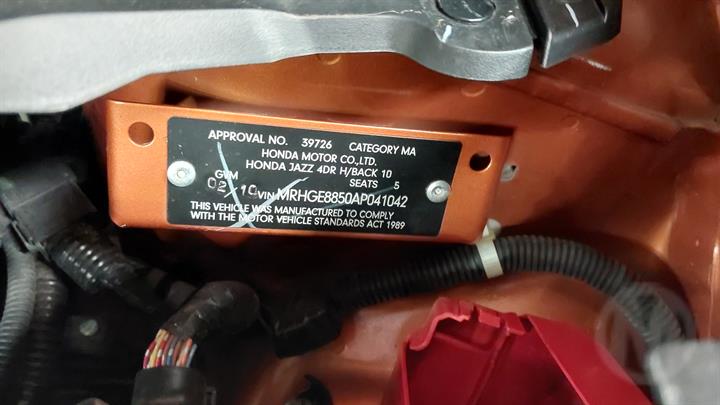 APPROVAL NO. 39726 CATEGORY MA
HONDA MOTOR CO.,LTD.
HONDA JAZZ 4DR H/BACK 10
GVM SEATS 5
02 10 VIN MRHGE8850AP041042
THIS VEHICLE WAS MANUFACTURED TO COMPLY
WITH THE MOTOR VEHICLE STANDARDS ACT 1989